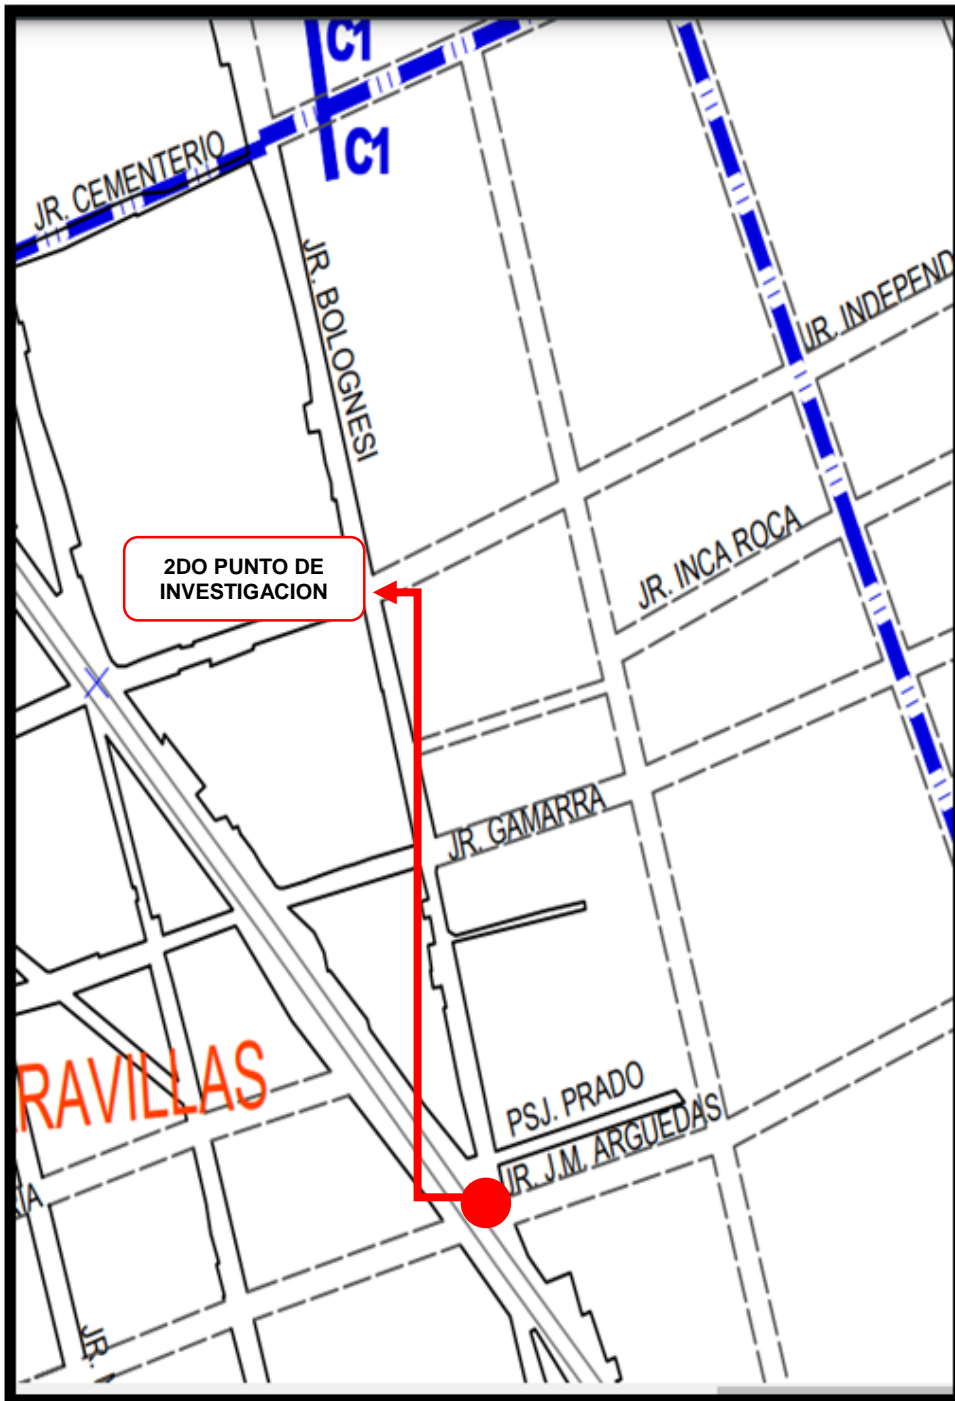 C1
C1
JR. CEMENTERIO
JR. BOLOGNESI
JR. INDEPEND
2DO PUNTO DE
INVESTIGACION
JR. INCA ROCA
JR. GAMARRA
RAVILLAS
PSJ. PRADO
JR. J.M. ARGUEDAS
JR.